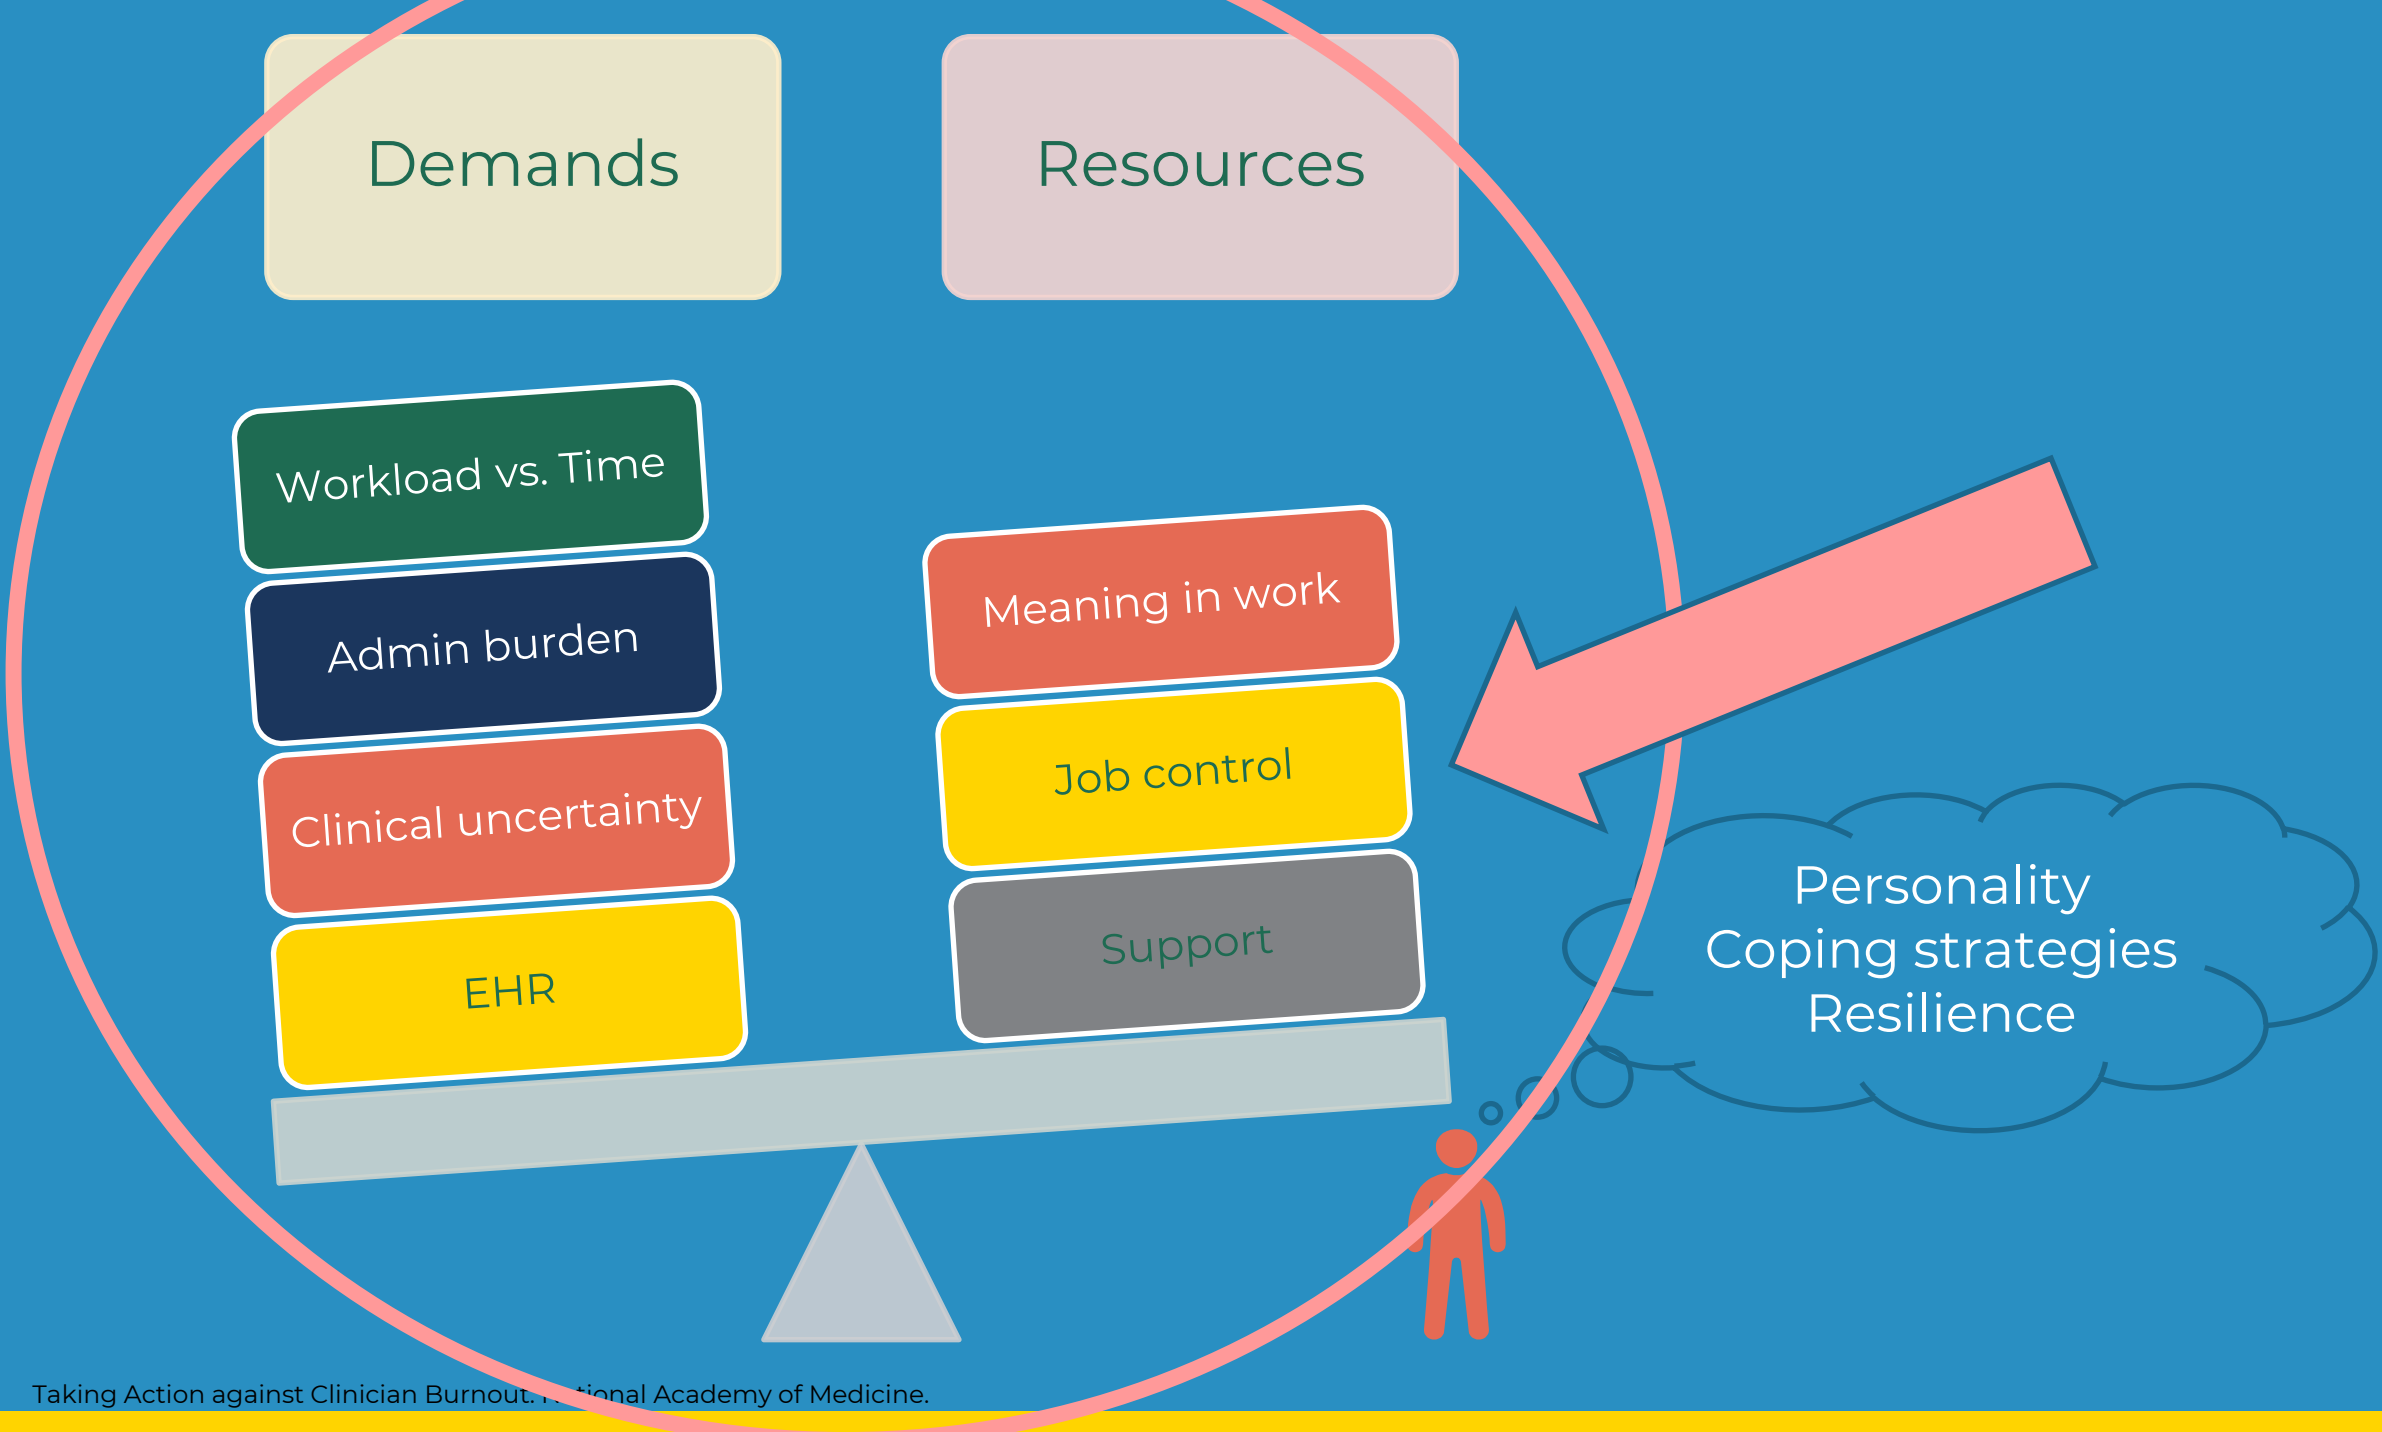 Demands
Resources
Workload vs. Time
Admin burden
Clinical uncertainty
EHR
Meaning in work
Job control
Support
Personality
Coping strategies
Resilience
Taking Action against Clinician Burnout. National Academy of Medicine.